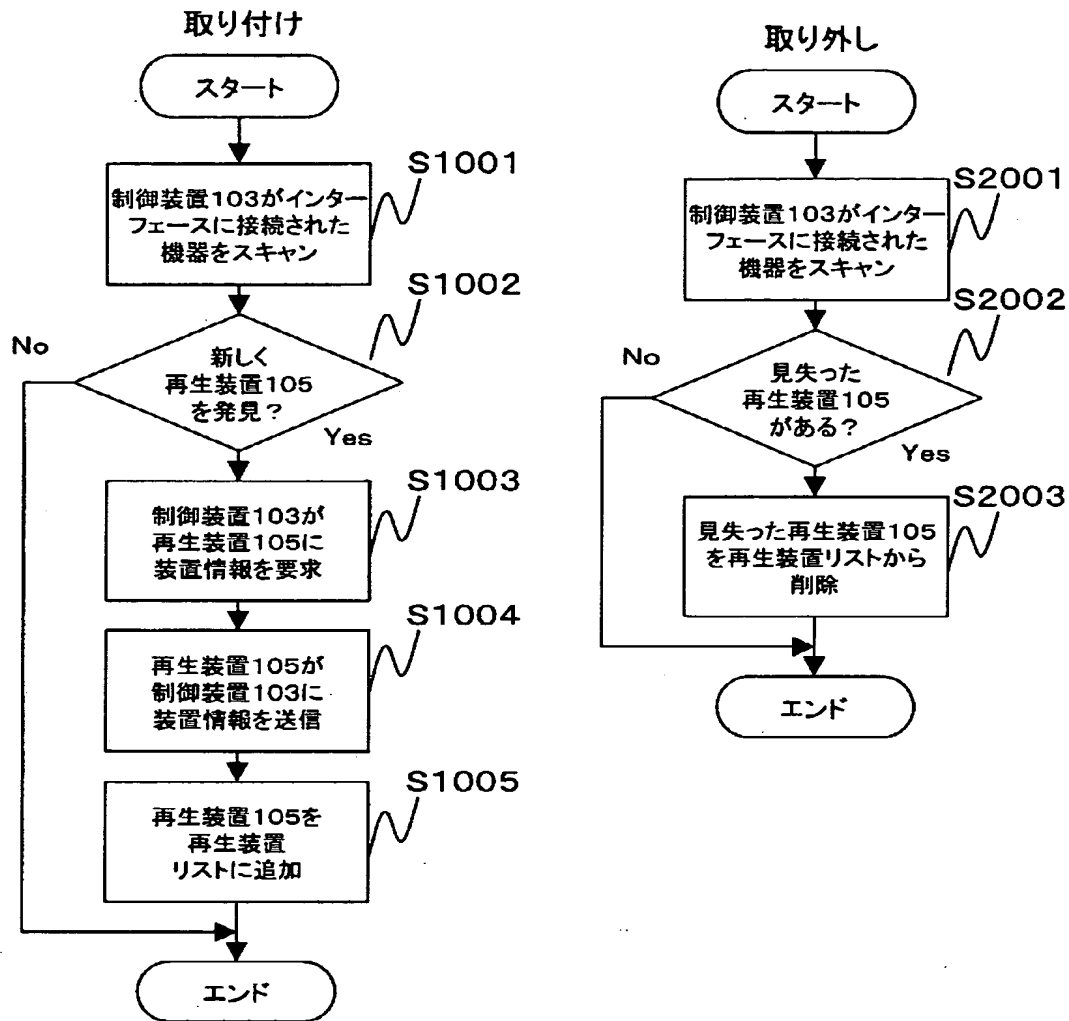 取り付け
スタート
S1001
制御装置103がインター
フェースに接続された
機器をスキャン
S1002
No
新しく
再生装置105
を発見？
Yes
S1003
制御装置103が
再生装置105に
装置情報を要求
S1004
再生装置105が
制御装置103に
装置情報を送信
S1005
再生装置105を
再生装置
リストに追加
エンド
取り外し
スタート
S2001
制御装置103がインター
フェースに接続された
機器をスキャン
S2002
No
見失った
再生装置105
がある？
Yes
S2003
見失った再生装置105
を再生装置リストから
削除
エンド